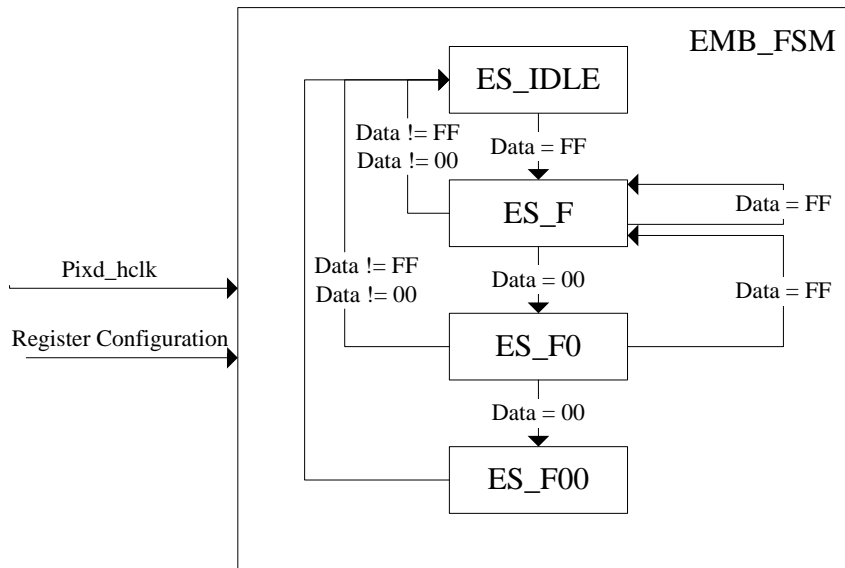 EMB_FSM
ES_IDLE
Data != FF
Data != 00
Data = FF
ES_F
Data = FF
Data != FF
Data != 00
Data = 00
Data = FF
Pixd_hclk
Register Configuration
ES_F0
Data = 00
ES_F00